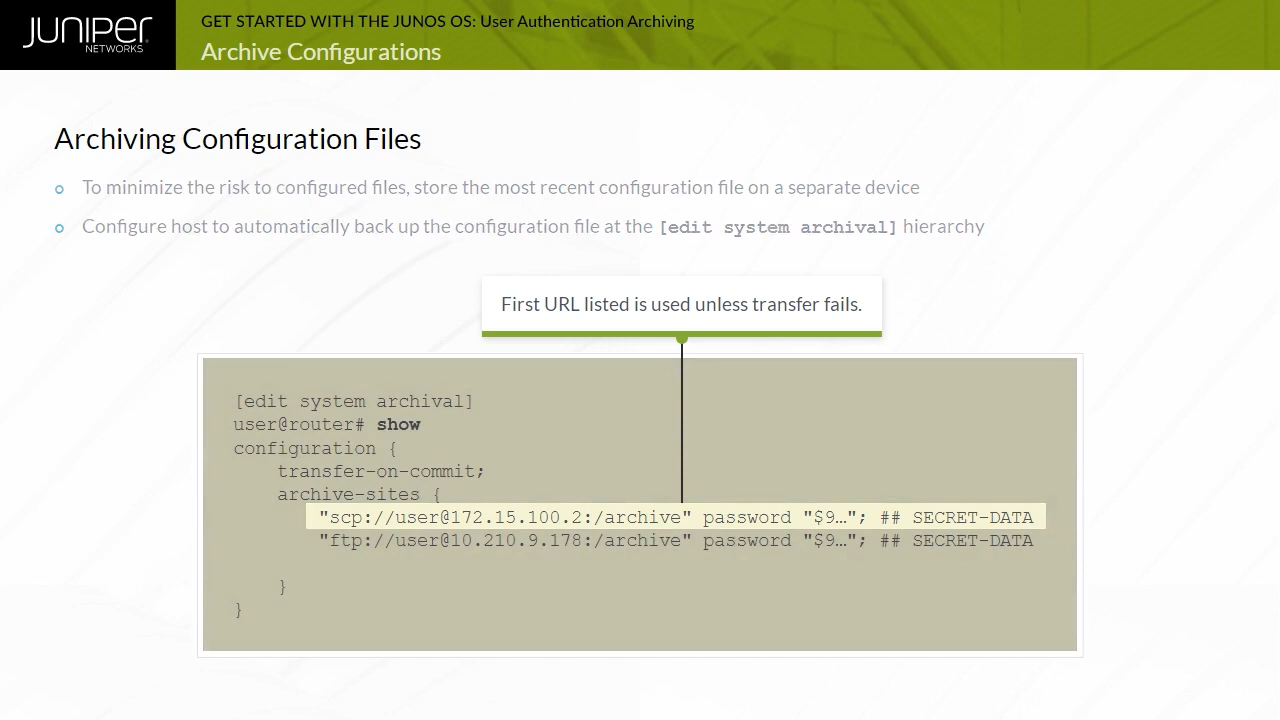 JUNIPER
NETWORKS
GET STARTED WITH THE JUNOS OS: User Authentication Archiving
Archive Configurations
Archiving Configuration Files
To minimize the risk to configured files, store the most recent configuration file on a separate device
Configure host to automatically back up the configuration file at the [edit system archival] hierarchy
First URL listed is used unless transfer fails.
[edit system archival]
user@router# show
configuration {
    transfer-on-commit;
    archive-sites {
        "scp://user@172.15.100.2:/archive" password "$9…"; ## SECRET-DATA
        "ftp://user@10.210.9.178:/archive" password "$9…"; ## SECRET-DATA
    }
}